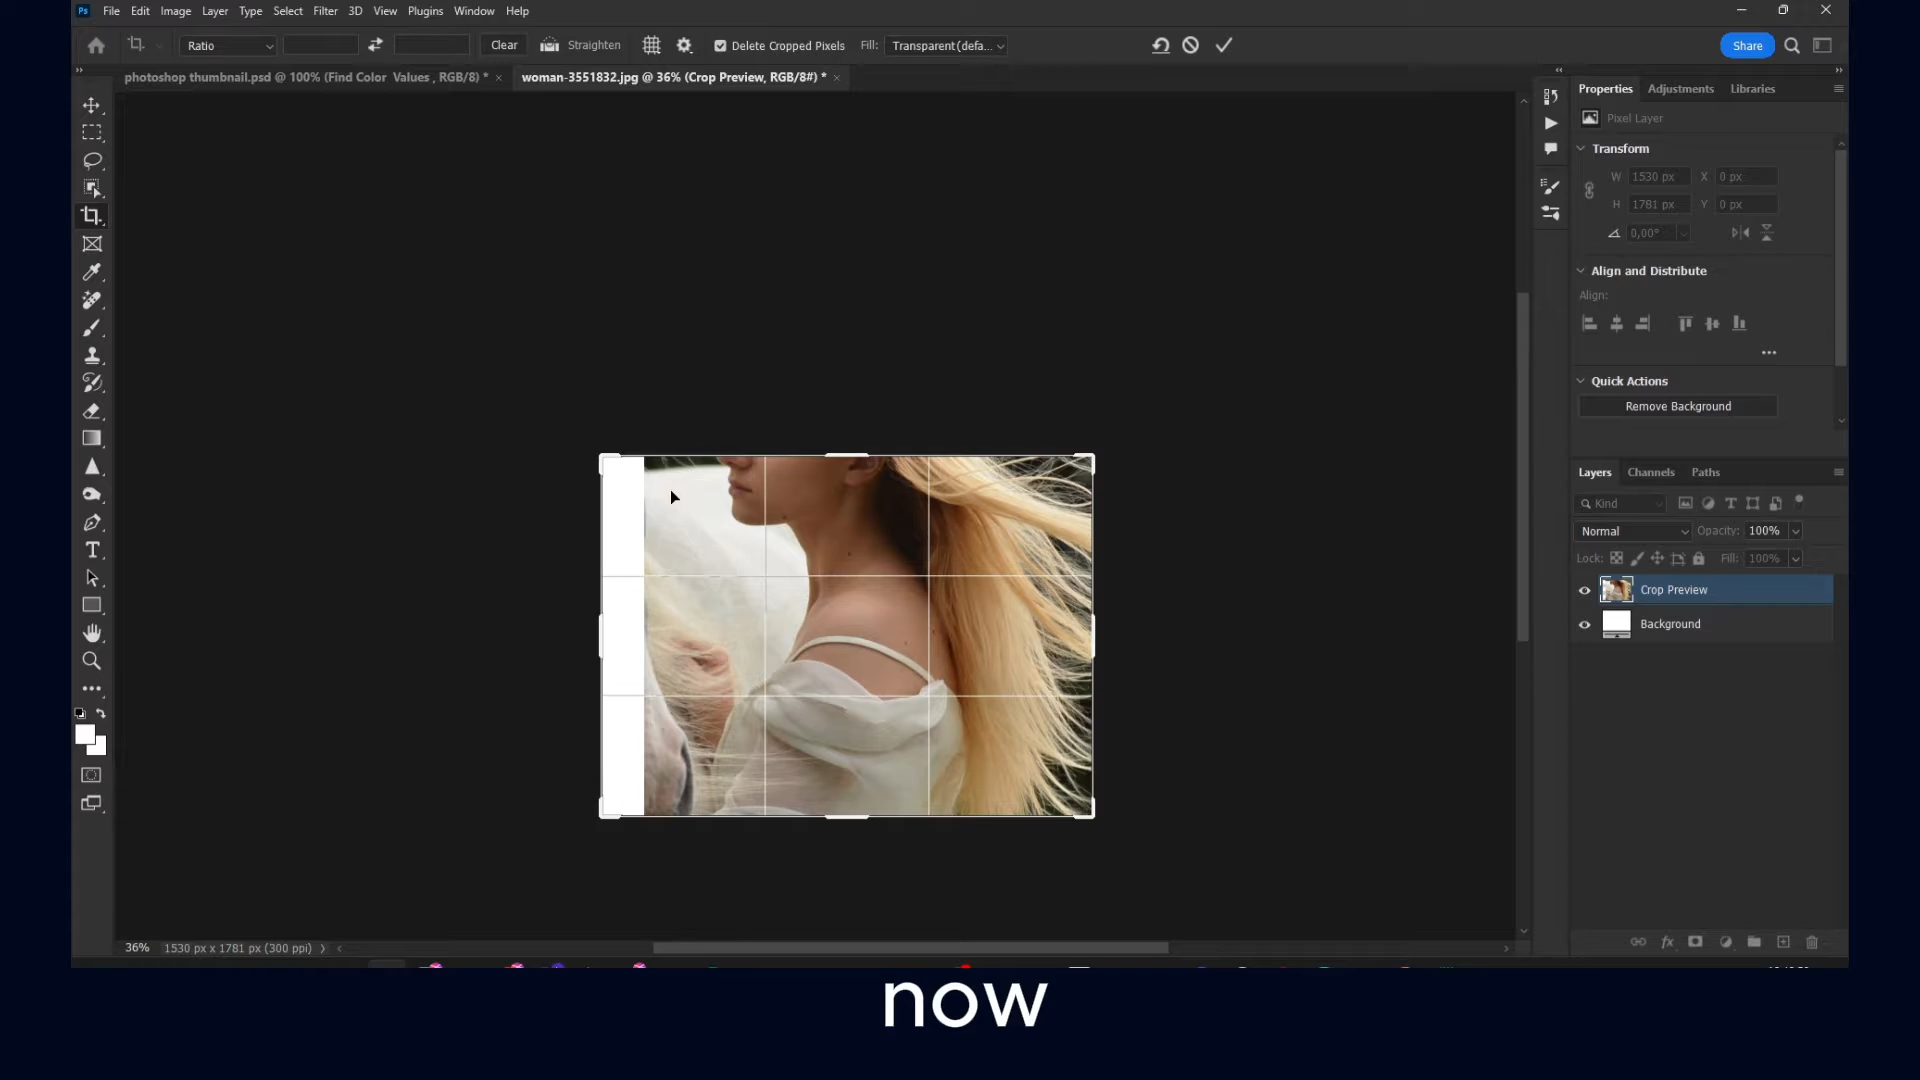 Ps File Edit Image Layer Type Select Filter 3D View Plugins Window Help
Ratio Clear Straighten Delete Cropped Pixels Fill: Transparent (defa... Share
photoshop thumbnail.psd @ 100% (Find Color Values , RGB/8) * × woman-3551832.jpg @ 36% (Crop Preview, RGB/8#) * ×
Properties Adjustments Libraries
Pixel Layer
Transform
W 1530 px X 0 px
H 1781 px Y 0 px
0,00°
Align and Distribute
Align:
Quick Actions
Remove Background
Layers Channels Paths
Kind
Normal Opacity: 100%
Lock: Fill: 100%
Crop Preview
Background
36% 1530 px x 1781 px (300 ppi)
now